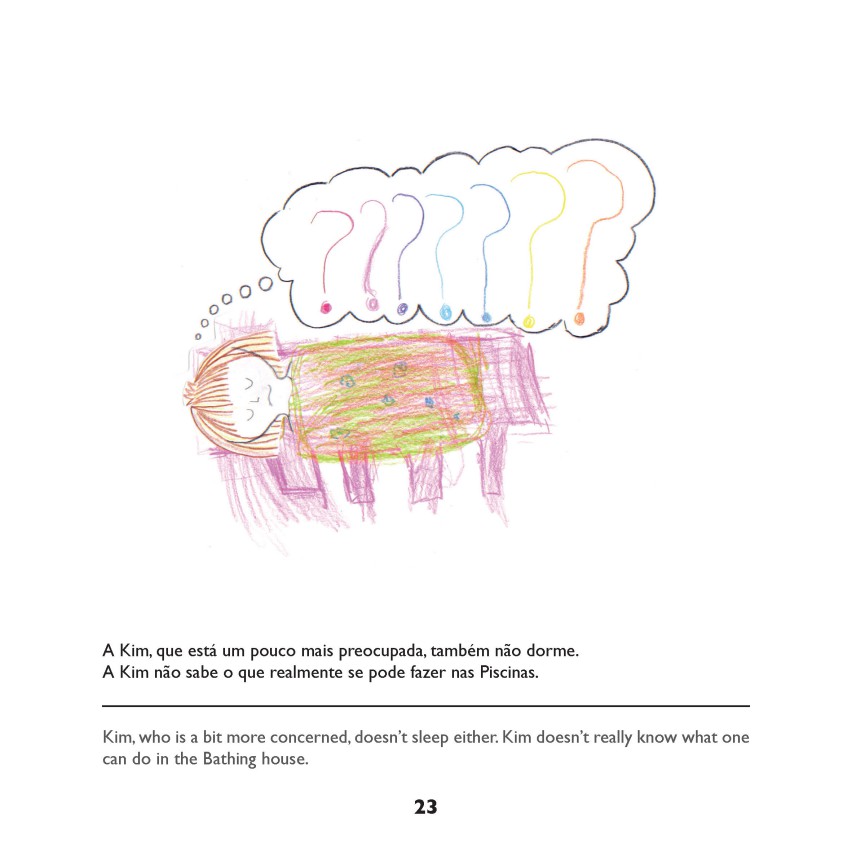 ? ? ? ? ? ? ?
A Kim, que está um pouco mais preocupada, também não dorme.
A Kim não sabe o que realmente se pode fazer nas Piscinas.
Kim, who is a bit more concerned, doesn’t sleep either. Kim doesn’t really know what one
can do in the Bathing house.
23